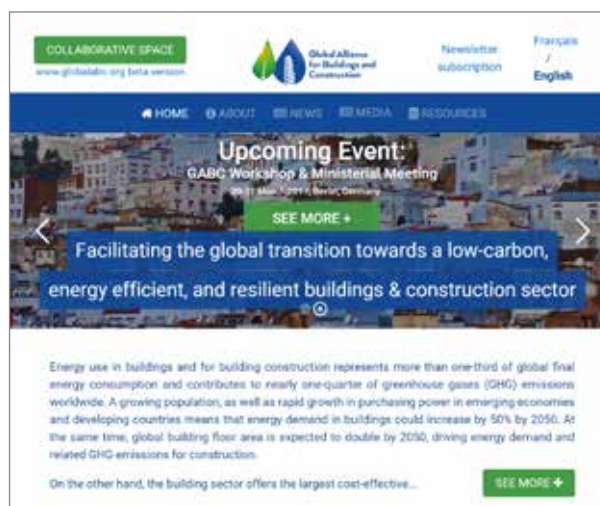 COLLABORATIVE SPACE
www.globalabc.org beta version
Global Alliance
for Buildings and
Construction
Newsletter
subscription
Français
/
English
HOME ABOUT NEWS MEDIA RESOURCES
Upcoming Event:
GABC Workshop & Ministerial Meeting
2017, Berlin, Germany
SEE MORE +
Facilitating the global transition towards a low-carbon,
energy efficient, and resilient buildings & construction sector
Energy use in buildings and for building construction represents more than one-third of global final
energy consumption and contributes to nearly one-quarter of greenhouse gases (GHG) emissions
worldwide. A growing population, as well as rapid growth in purchasing power in emerging economies
and developing countries means that energy demand in buildings could increase by 50% by 2050. At
the same time, global building floor area is expected to double by 2050, driving energy demand and
related GHG emissions for construction.
On the other hand, the building sector offers the largest cost-effective...
SEE MORE +